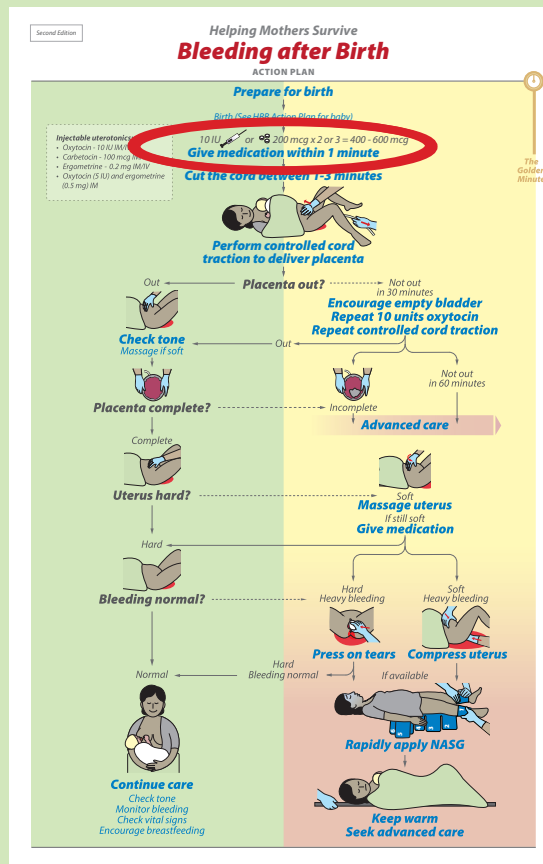 Second Edition
Helping Mothers Survive
Bleeding after Birth
ACTION PLAN
Prepare for birth
Birth (See HBB Action Plan for baby)
Injectable uterotonics:
• Oxytocin - 10 IU IM/IV
• Carbetocin - 100 mcg IM/IV
• Ergometrine – 0.2 mg IM/IV
• Oxytocin (5 IU) and ergometrine
(0.5 mg) IM
10 IU or 200 mcg x 2 or 3 = 400 - 600 mcg
Give medication within 1 minute
The
Golden
Minute
Cut the cord between 1-3 minutes
Perform controlled cord
traction to deliver placenta
Out
Placenta out?
Not out
in 30 minutes
Encourage empty bladder
Repeat 10 units oxytocin
Repeat controlled cord traction
Check tone
Massage if soft
Out
Not out
in 60 minutes
Placenta complete?
Incomplete
Advanced care
Complete
Uterus hard?
Soft
Massage uterus
If still soft
Give medication
Hard
Bleeding normal?
Hard
Heavy bleeding
Soft
Heavy bleeding
Press on tears
Compress uterus
Normal
Hard
Bleeding normal
If available
Rapidly apply NASG
Continue care
Check tone
Monitor bleeding
Check vital signs
Encourage breastfeeding
Keep warm
Seek advanced care